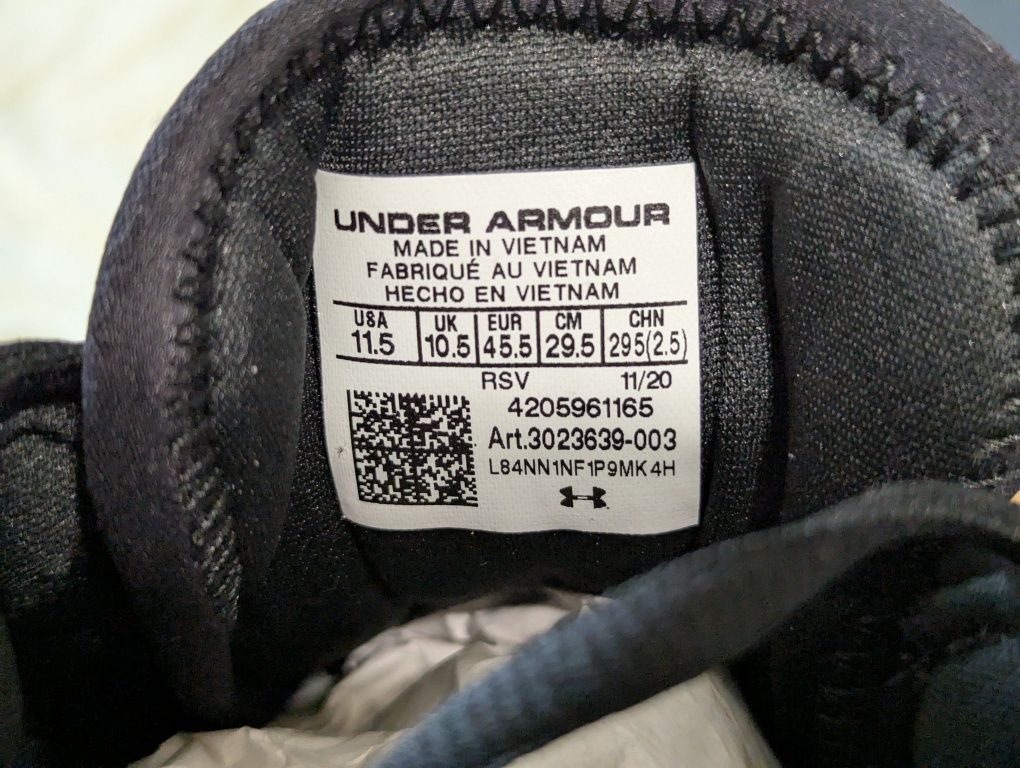 UNDER ARMOUR
MADE IN VIETNAM
FABRIQUÉ AU VIETNAM
HECHO EN VIETNAM
USA UK EUR CM CHN
11.5 10.5 45.5 29.5 295(2.5)
RSV 11/20
4205961165
Art.3023639-003
L84NN1NF1P9MK4H